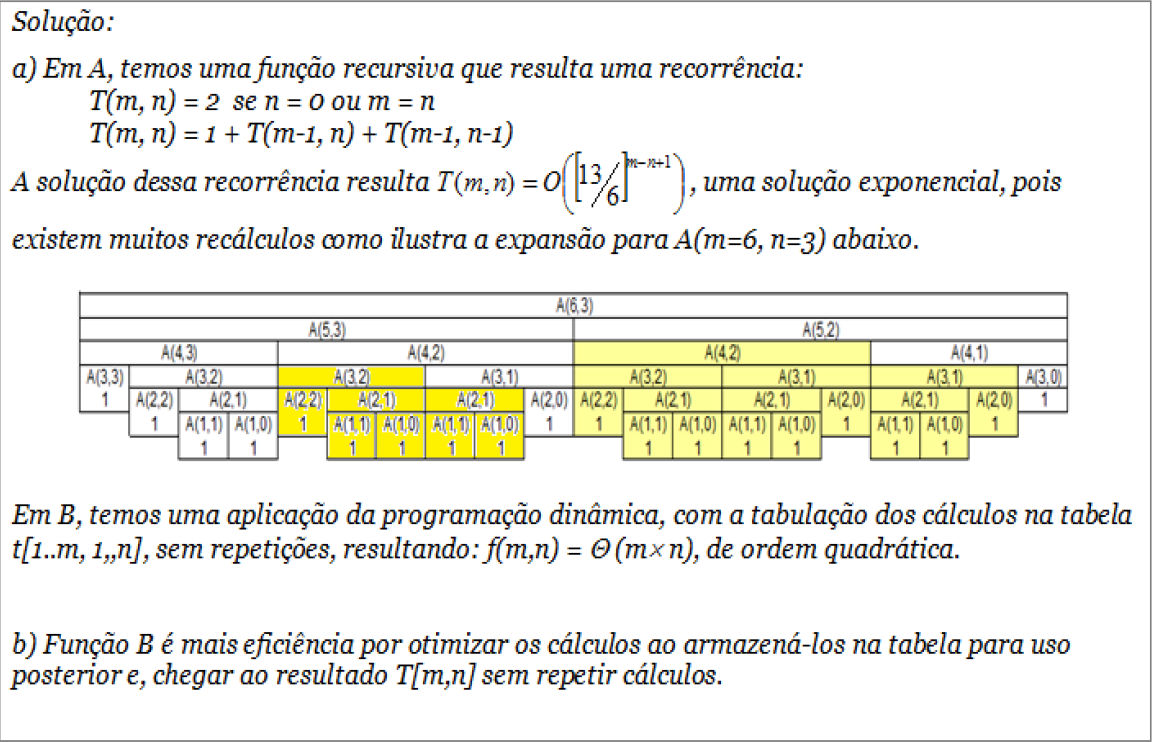 Solução:
a) Em A, temos uma função recursiva que resulta uma recorrência:
T(m, n) = 2 se n = 0 ou m = n
T(m, n) = 1 + T(m-1, n) + T(m-1, n-1)
A solução dessa recorrência resulta T(m,n) = O([13/6]^{m-n+1}), uma solução exponencial, pois
existem muitos recálculos como ilustra a expansão para A(m=6, n=3) abaixo.
A(6,3)
A(5,3) A(5,2)
A(4,3) A(4,2) A(4,2) A(4,1)
A(3,3) A(3,2) A(3,2) A(3,1) A(3,2) A(3,1) A(3,1) A(3,0)
1 A(2,2) A(2,1) A(2,2) A(2,1) A(2,1) A(2,0) A(2,2) A(2,1) A(2,1) A(2,0) A(2,1) A(2,0) 1
1 A(1,1) A(1,0) 1 A(1,1) A(1,0) A(1,1) A(1,0) 1 1 A(1,1) A(1,0) A(1,1) A(1,0) 1 A(1,1) A(1,0) 1
1 1 1 1 1 1 1 1 1 1 1 1
Em B, temos uma aplicação da programação dinâmica, com a tabulação dos cálculos na tabela
t[1..m, 1,,n], sem repetições, resultando: f(m,n) = Θ (m×n), de ordem quadrática.
b) Função B é mais eficiência por otimizar os cálculos ao armazená-los na tabela para uso
posterior e, chegar ao resultado T[m,n] sem repetir cálculos.